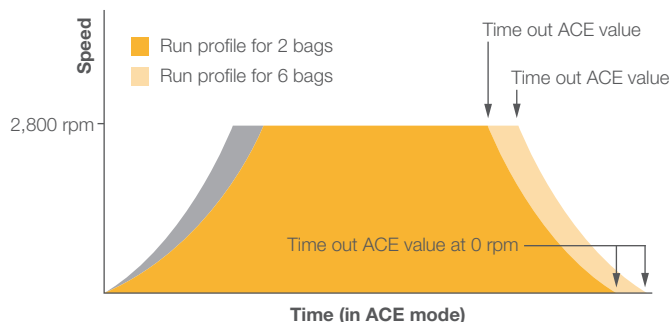 Speed
Time out ACE value
Run profile for 2 bags
Run profile for 6 bags
Time out ACE value
2,800 rpm
Time out ACE value at 0 rpm
Time (in ACE mode)